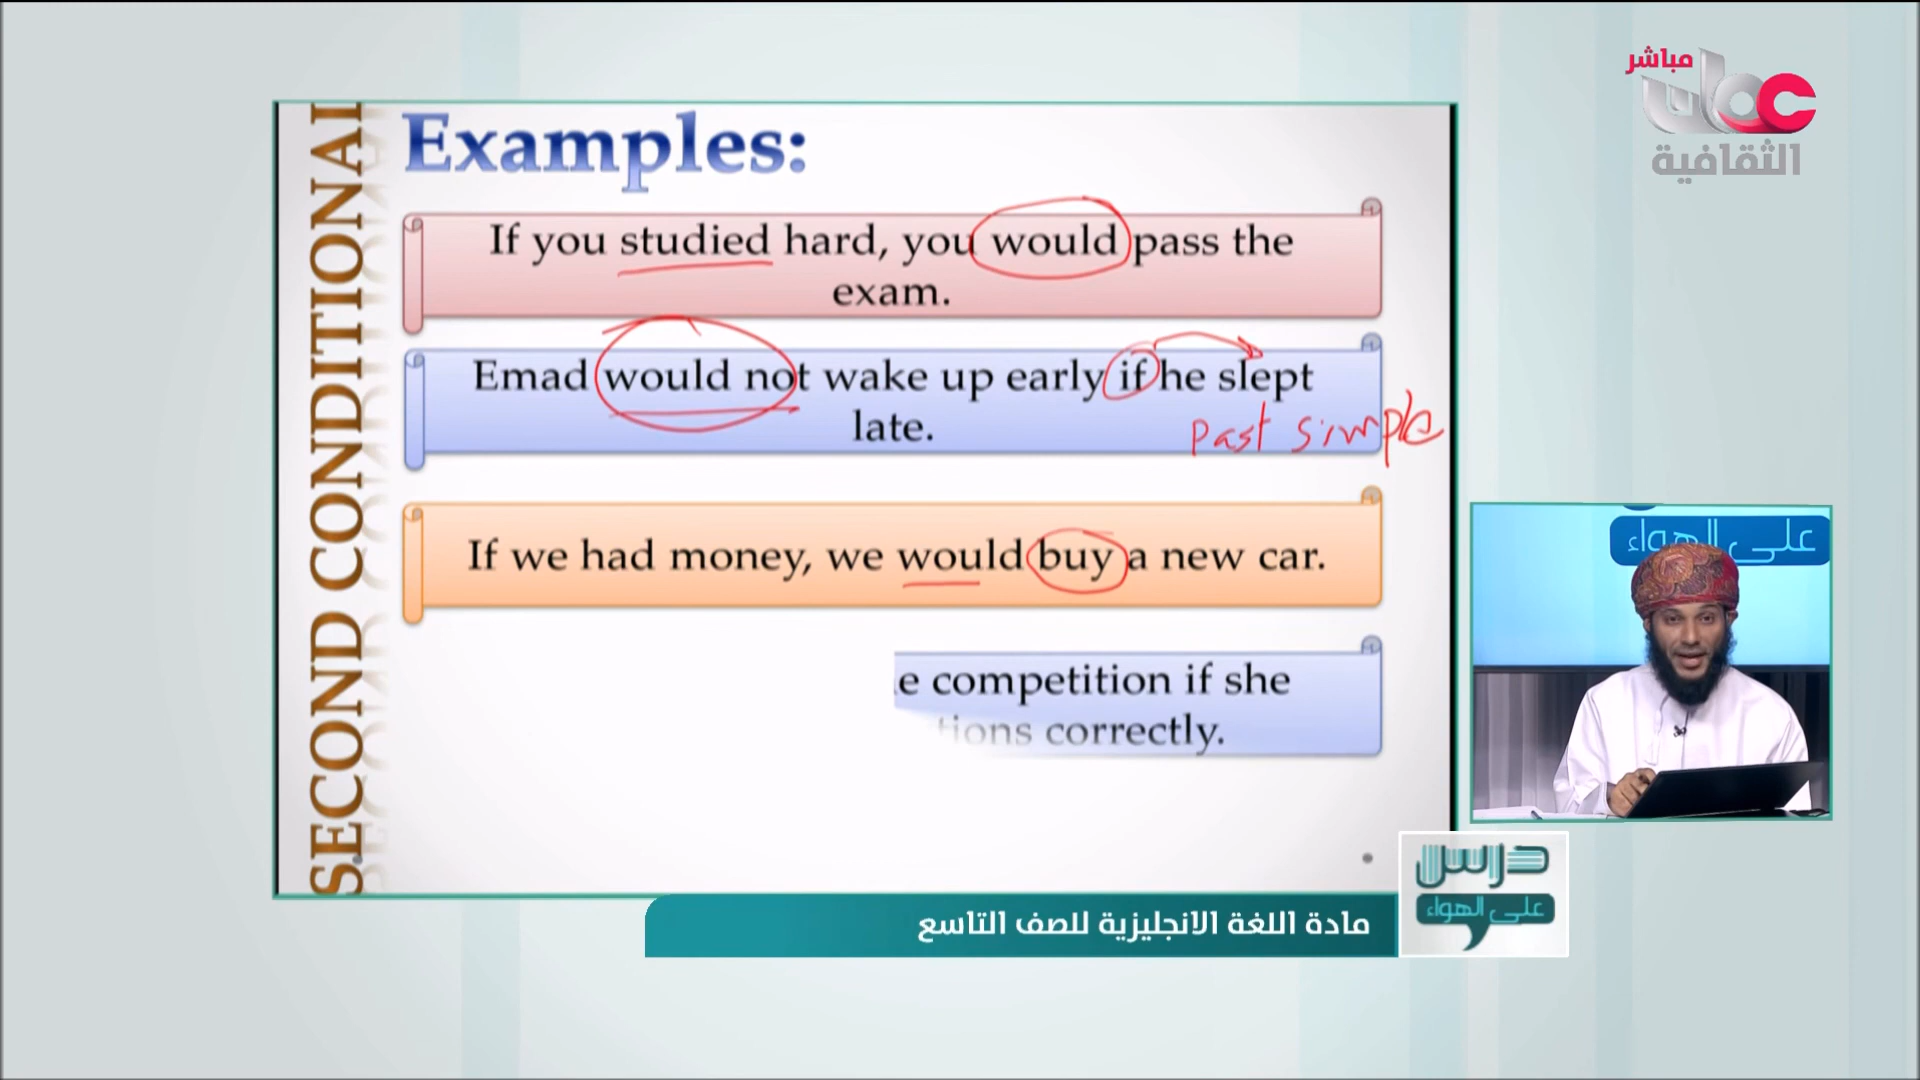 مباشر
عمان
الثقافية
SECOND CONDITIONAL
Examples:
If you studied hard, you would pass the
exam.
Emad would not wake up early if he slept
late.
past simple
If we had money, we would buy a new car.
competition if she
correctly.
على الهواء
درس
على الهواء
مادة اللغة الانجليزية للصف التاسع